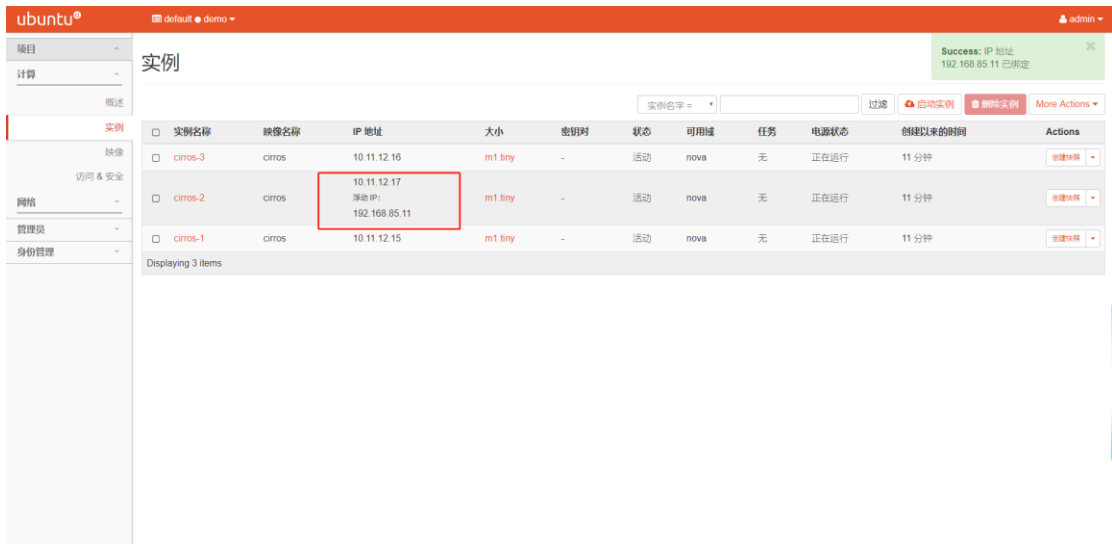 ubuntu®
default ● demo
admin
项目
计算
概述
实例
映像
访问 & 安全
网络
管理员
身份管理
实例
Success: IP 地址
192.168.85.11 已绑定
实例名字 = 过滤 启动实例 删除实例 More Actions
实例名称 映像名称 IP 地址 大小 密钥对 状态 可用域 任务 电源状态 创建以来的时间 Actions
cirros-3 cirros 10.11.12.16 m1.tiny - 活动 nova 无 正在运行 11 分钟 创建快照
10.11.12.17
浮动 IP:
cirros-2 cirros 192.168.85.11 m1.tiny - 活动 nova 无 正在运行 11 分钟 创建快照
cirros-1 cirros 10.11.12.15 m1.tiny - 活动 nova 无 正在运行 11 分钟 创建快照
Displaying 3 items